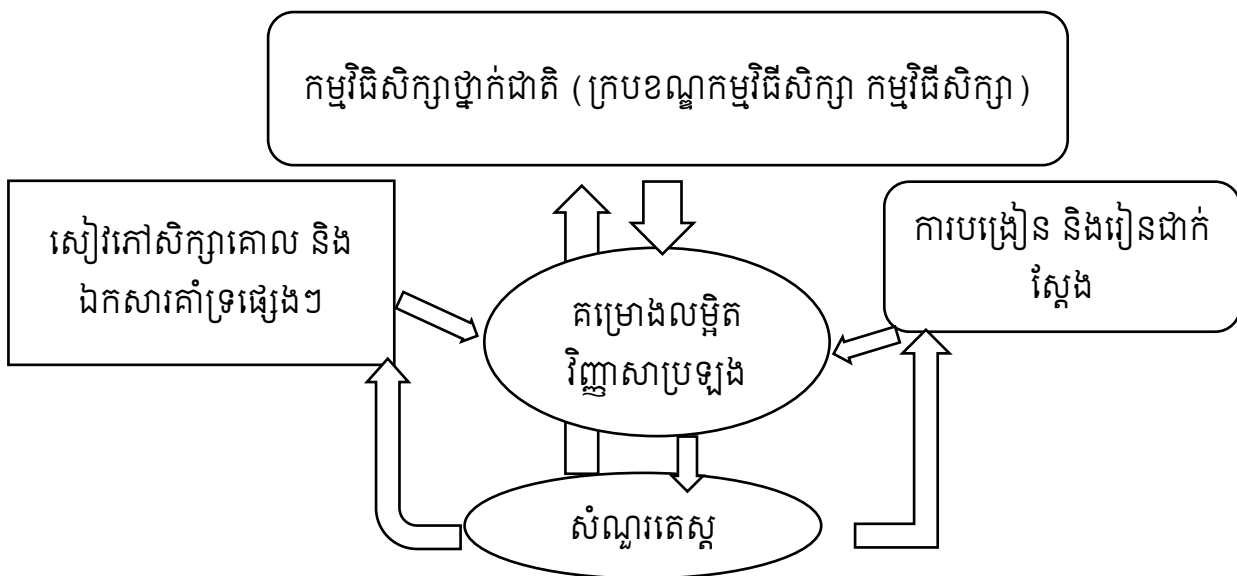 កម្មវិធិសិក្សាថ្នាក់ជាតិ (ក្របខណ្ឌកម្មវិធីសិក្សា កម្មវិធីសិក្សា)
សៀវភៅសិក្សាគោល និង
ឯកសារគាំទ្រផ្សេងៗ
ការបង្រៀន និងរៀនជាក់
ស្តែង
គម្រោងលម្អិត
វិញ្ញាសាប្រឡង
សំណួរតេស្ត